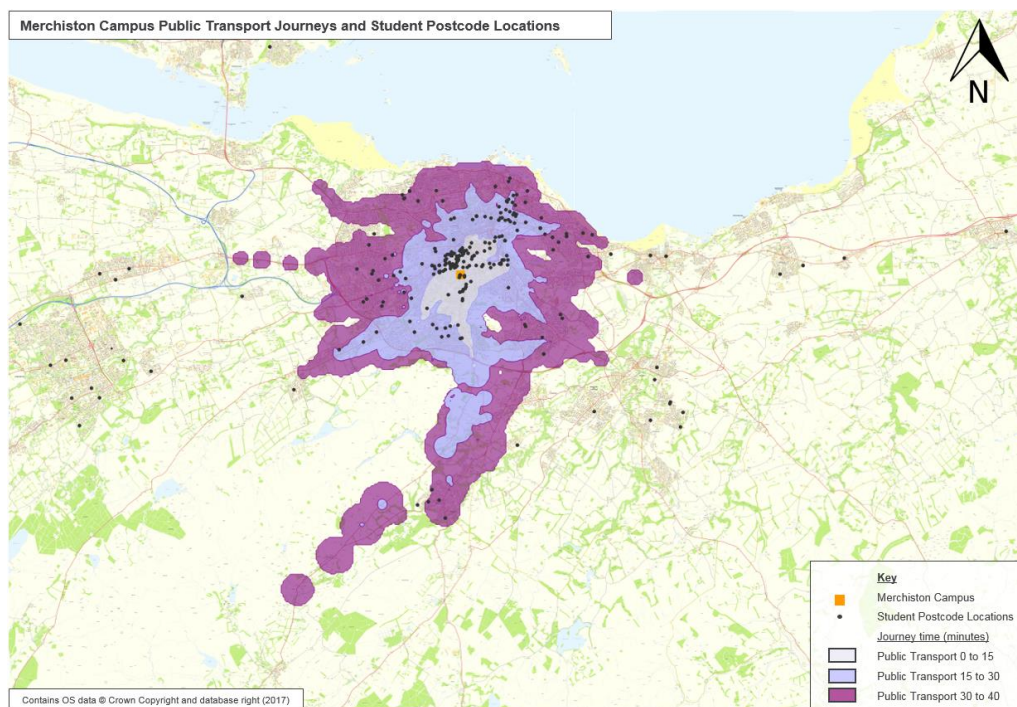 Merchiston Campus Public Transport Journeys and Student Postcode Locations
N
Key
Merchiston Campus
Student Postcode Locations
Journey time (minutes)
Public Transport 0 to 15
Public Transport 15 to 30
Public Transport 30 to 40
Contains OS data © Crown Copyright and database right (2017)